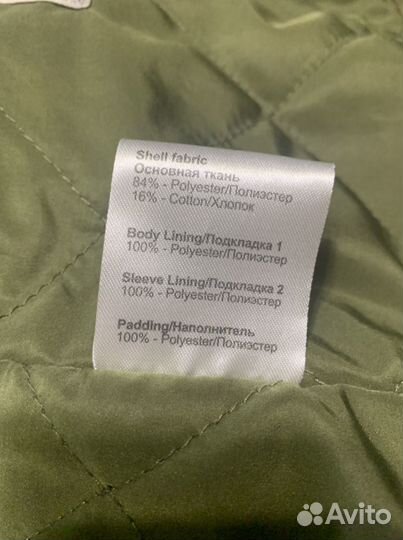 Shell fabric
Основная ткань
84% - Polyester/Полиэстер
16% - Cotton/Хлопок
Body Lining/Подкладка 1
100% - Polyester/Полиэстер
Sleeve Lining/Подкладка 2
100% - Polyester/Полиэстер
Padding/Наполнитель
100% - Polyester/Полиэстер
Avito